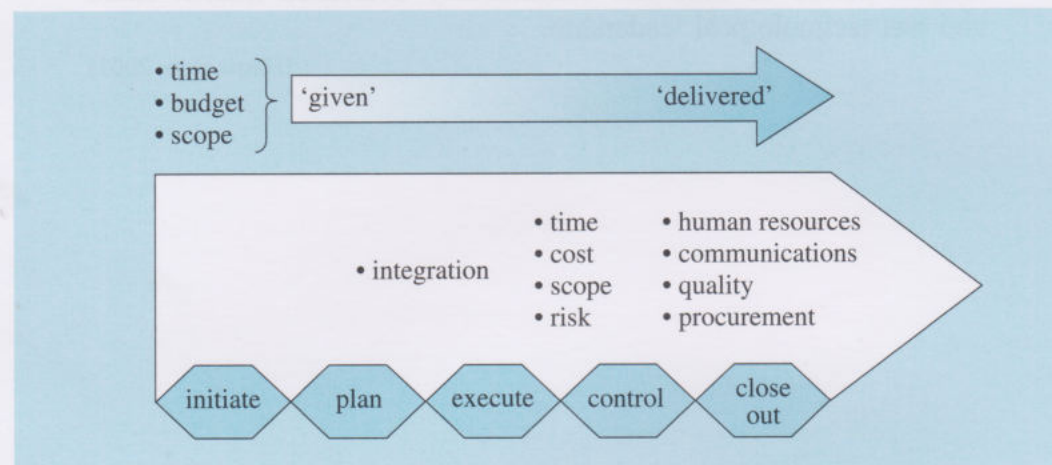 • time
• budget
• scope
‘given’ ‘delivered’
• integration
• time
• cost
• scope
• risk
• human resources
• communications
• quality
• procurement
initiate plan execute control close
out